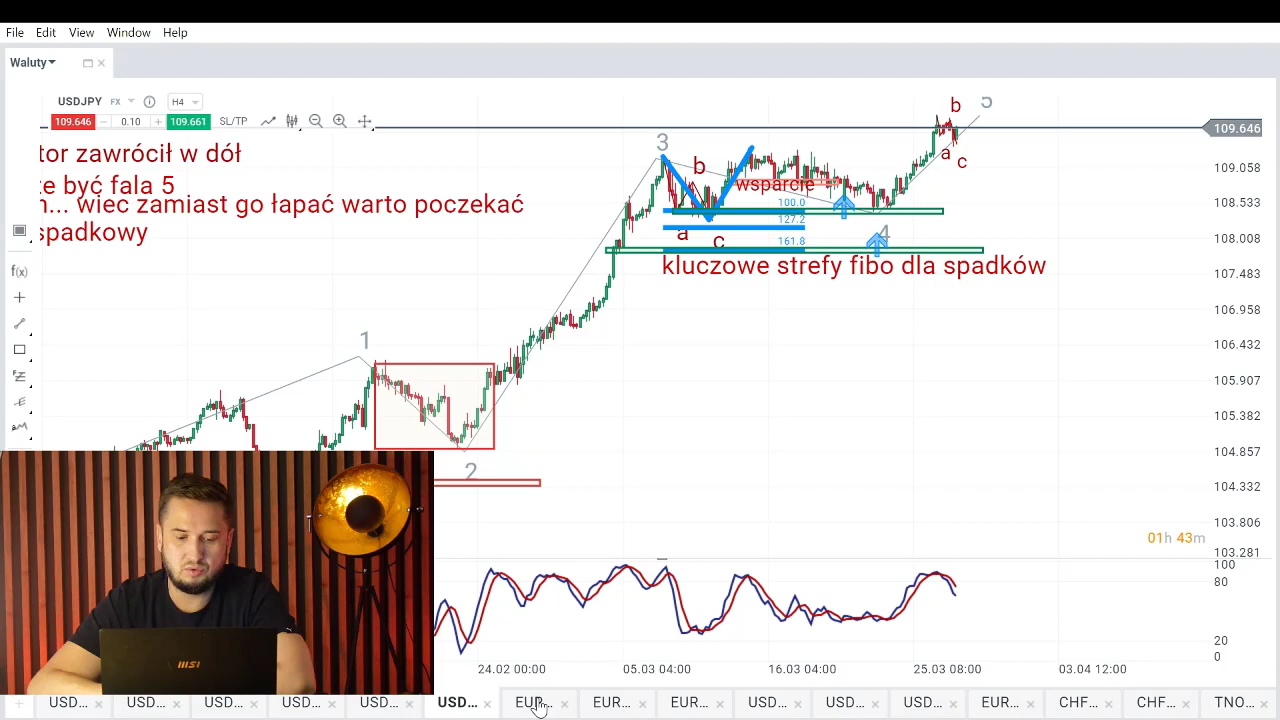 File Edit View Window Help
Waluty
USDJPY FX H4
109.646 0.10 109.661 SL/TP
tor zawrócił w dół
że być fala 5
n... wiec zamiast go łapać warto poczekać
spadkowy
f(x)
1
2
3
4
5
a
b
c
wsparcie
100.0
127.2
161.8
kluczowe strefy fibo dla spadków
b
a
c
109.646
109.058
108.533
108.008
107.483
106.958
106.432
105.907
105.382
104.857
104.332
103.806
103.281
01h 43m
100
80
20
0
24.02 00:00 05.03 04:00 16.03 04:00 25.03 08:00 3.04 12:00
msi
USD... USD... USD... USD... USD... USD... EUR... EUR... EUR... USD... USD... USD... EUR... CHF... CHF... TNO...